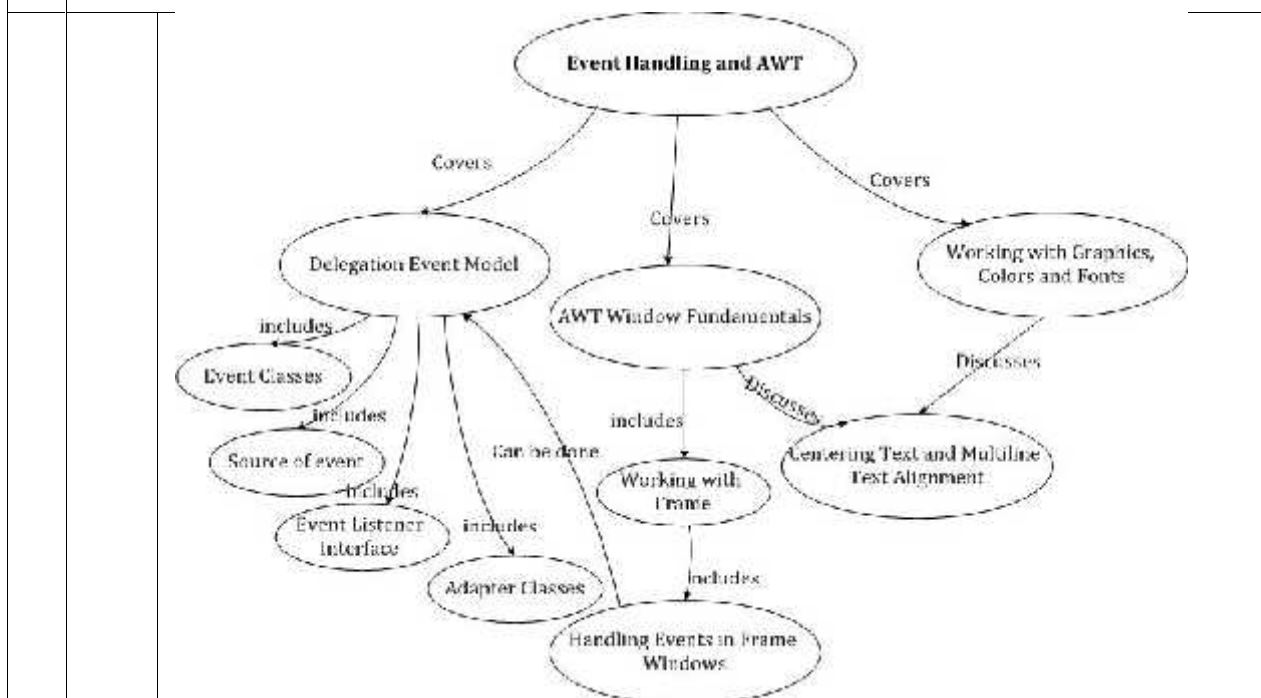 Event Handling and AWT
Covers
Covers
Covers
Delegation Event Model
Working with Graphics,
Colors and Fonts
AWT Window Fundamentals
includes
Event Classes
Discusses
Discusses
includes
includes
Source of event
Can be done
Centering Text and Multiline
Text Alignment
includes
Working with
Frame
Event Listener
Interface
includes
includes
Adapter Classes
Handling Events in Frame
Windows